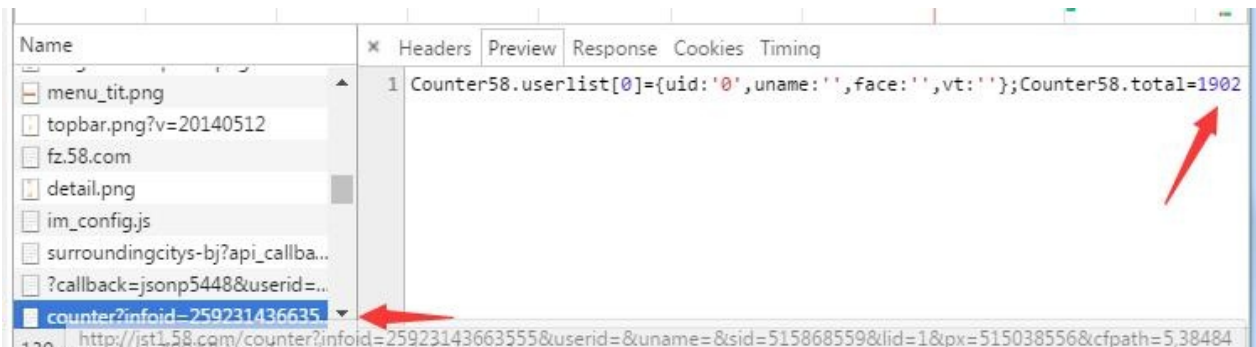 Name
× Headers Preview Response Cookies Timing
menu_tit.png
topbar.png?v=20140512
fz.58.com
detail.png
im_config.js
surroundingcitys-bj?api_callba...
?callback=jsonp5448&userid=...
counter?infoid=259231436635...
1 Counter58.userlist[0]={uid:'0',uname:'',face:'',vt:''};Counter58.total=1902
http://jst1.58.com/counter?infoid=259231436635555&userid=&uname=&sid=515868559&lid=1&px=515038556&cfpath=5,38484